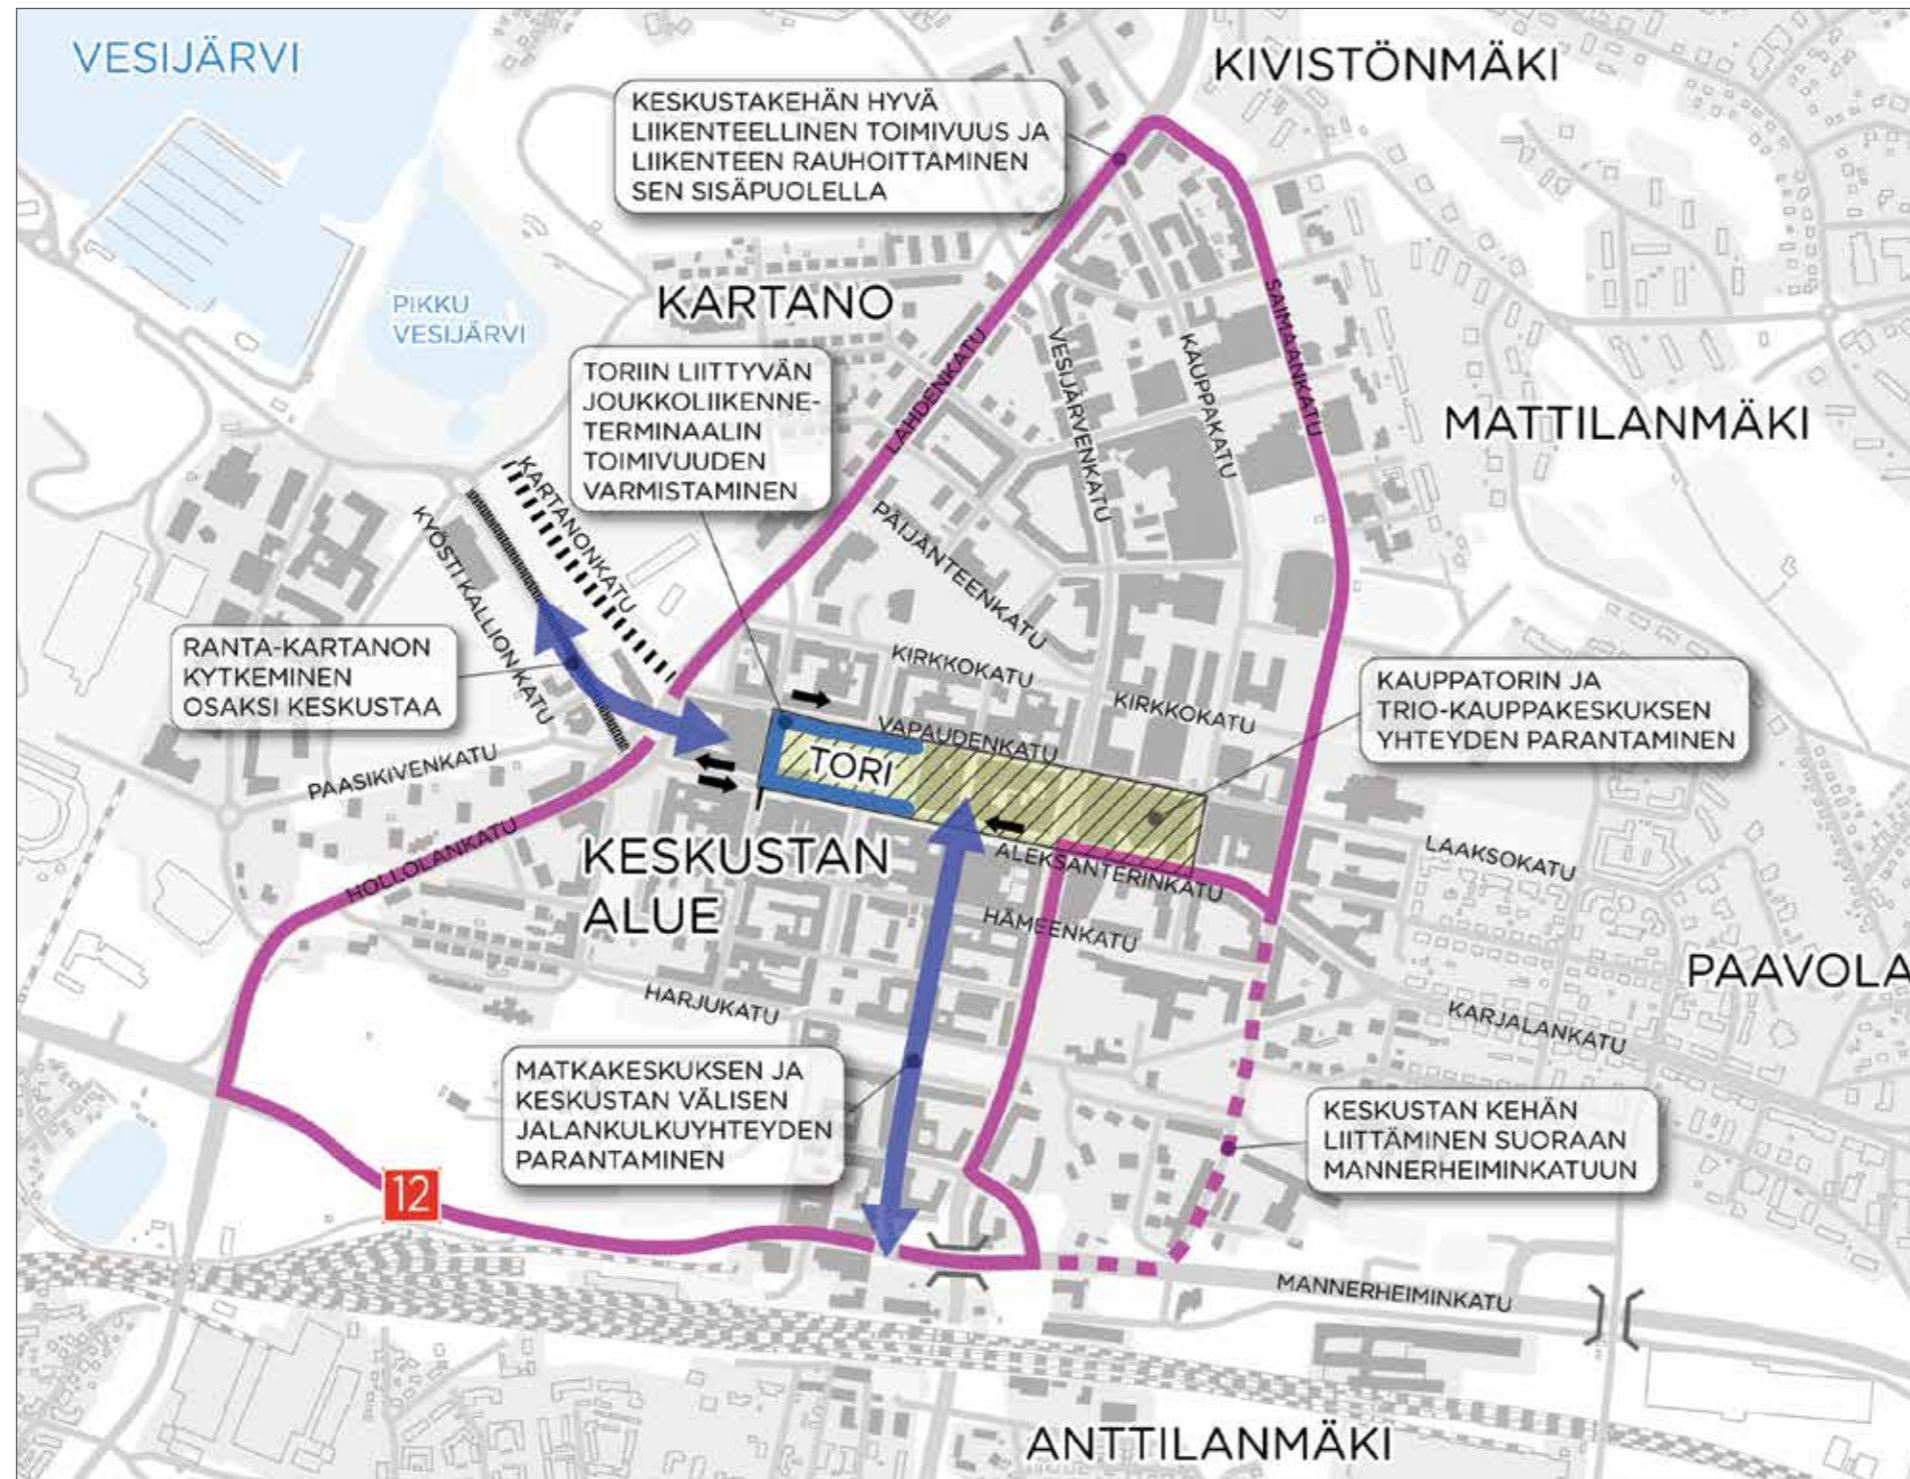 VESIJÄRVI
KIVISTÖNMÄKI
KESKUSTAKEHÄN HYVÄ
LIIKENTEELLINEN TOIMIVUUS JA
LIIKENTEEN RAUHOITTAMINEN
SEN SISÄPUOLELLA
PIKKU
VESIJÄRVI
KARTANO
SAIMAANKATU
LAHDENKATU
VESIJÄRVENKATU
KAUPPAKATU
TORIIN LIITTYVÄN
JOUKKOLIIKENNE-
TERMINAALIN
TOIMIVUUDEN
VARMISTAMINEN
MATTILANMÄKI
KARTANONKATU
KYÖSTI KALLION KATU
PÄIJÄNTEENKATU
RANTA-KARTANON
KYTKEMINEN
OSAKSI KESKUSTAA
KIRKKOKATU
KIRKKOKATU
KAUPPATORIN JA
TRIO-KAUPPAKESKUKSEN
YHTEYDEN PARANTAMINEN
VAPAUDENKATU
TORI
PAASIKIVENKATU
HOLLOLANKATU
KESKUSTAN
ALUE
ALEKSANTERINKATU
LAAKSOKATU
HÄMEENKATU
PAAVOLA
HARJUKATU
KARJALANKATU
MATKAKESKUKSEN JA
KESKUSTAN VÄLISEN
JALANKULKUYHTEYDEN
PARANTAMINEN
KESKUSTAN KEHÄN
LIITTÄMINEN SUORAAN
MANNERHEIMINKATUUN
12
MANNERHEIMINKATU
ANTTILANMÄKI